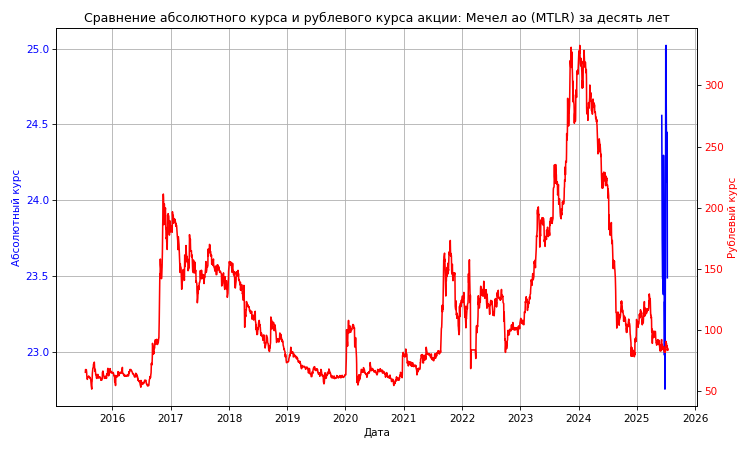 Сравнение абсолютного курса и рублевого курса акции: Мечел ао (MTLR) за десять лет
25.0
24.5
24.0
23.5
23.0
Абсолютный курс
300
250
200
150
100
50
Рублевый курс
2016 2017 2018 2019 2020 2021 2022 2023 2024 2025 2026
Дата